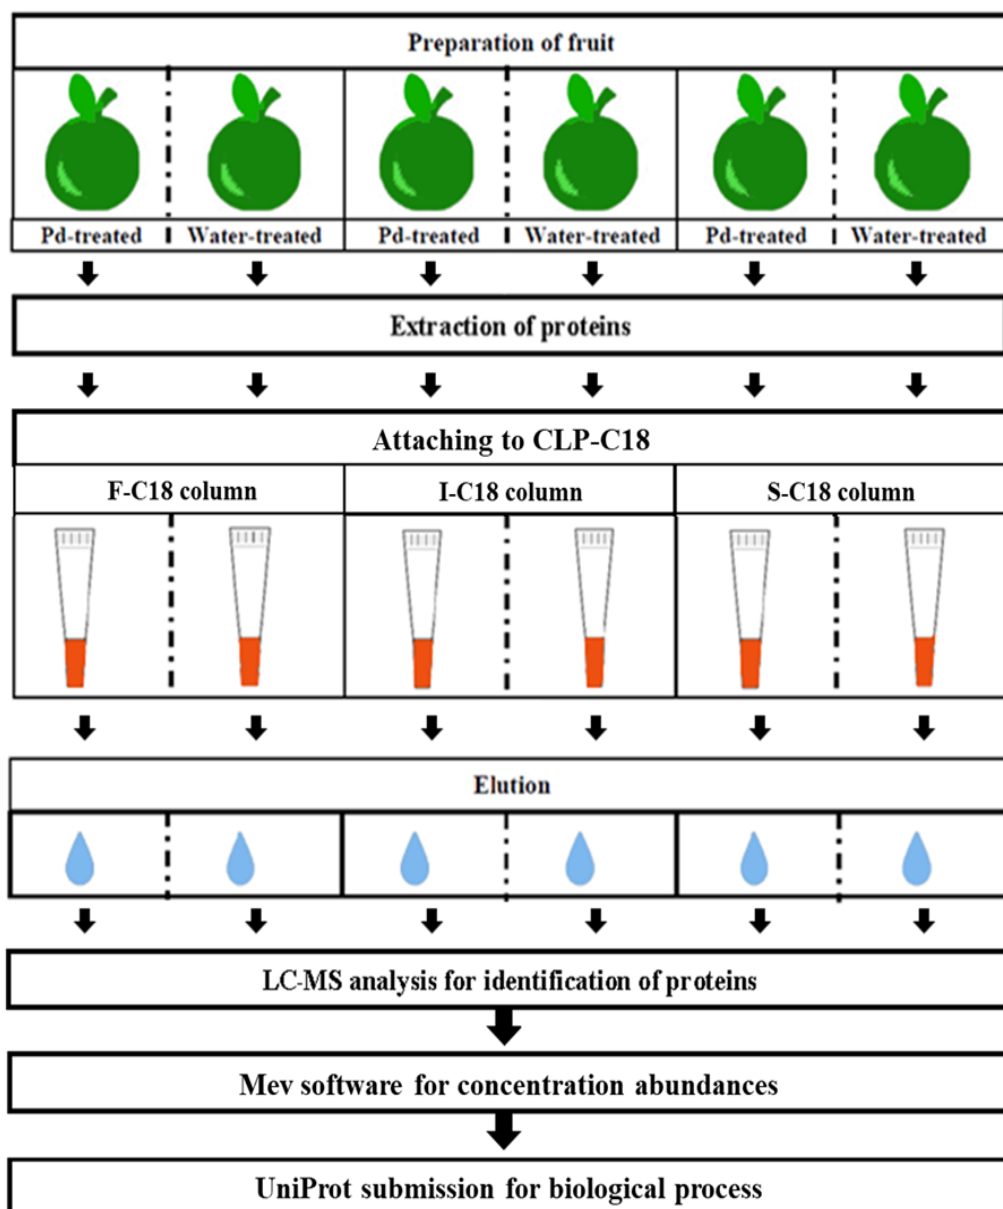 Preparation of fruit
Pd-treated Water-treated Pd-treated Water-treated Pd-treated Water-treated
Extraction of proteins
Attaching to CLP-C18
F-C18 column I-C18 column S-C18 column
Elution
LC-MS analysis for identification of proteins
Mev software for concentration abundances
UniProt submission for biological process